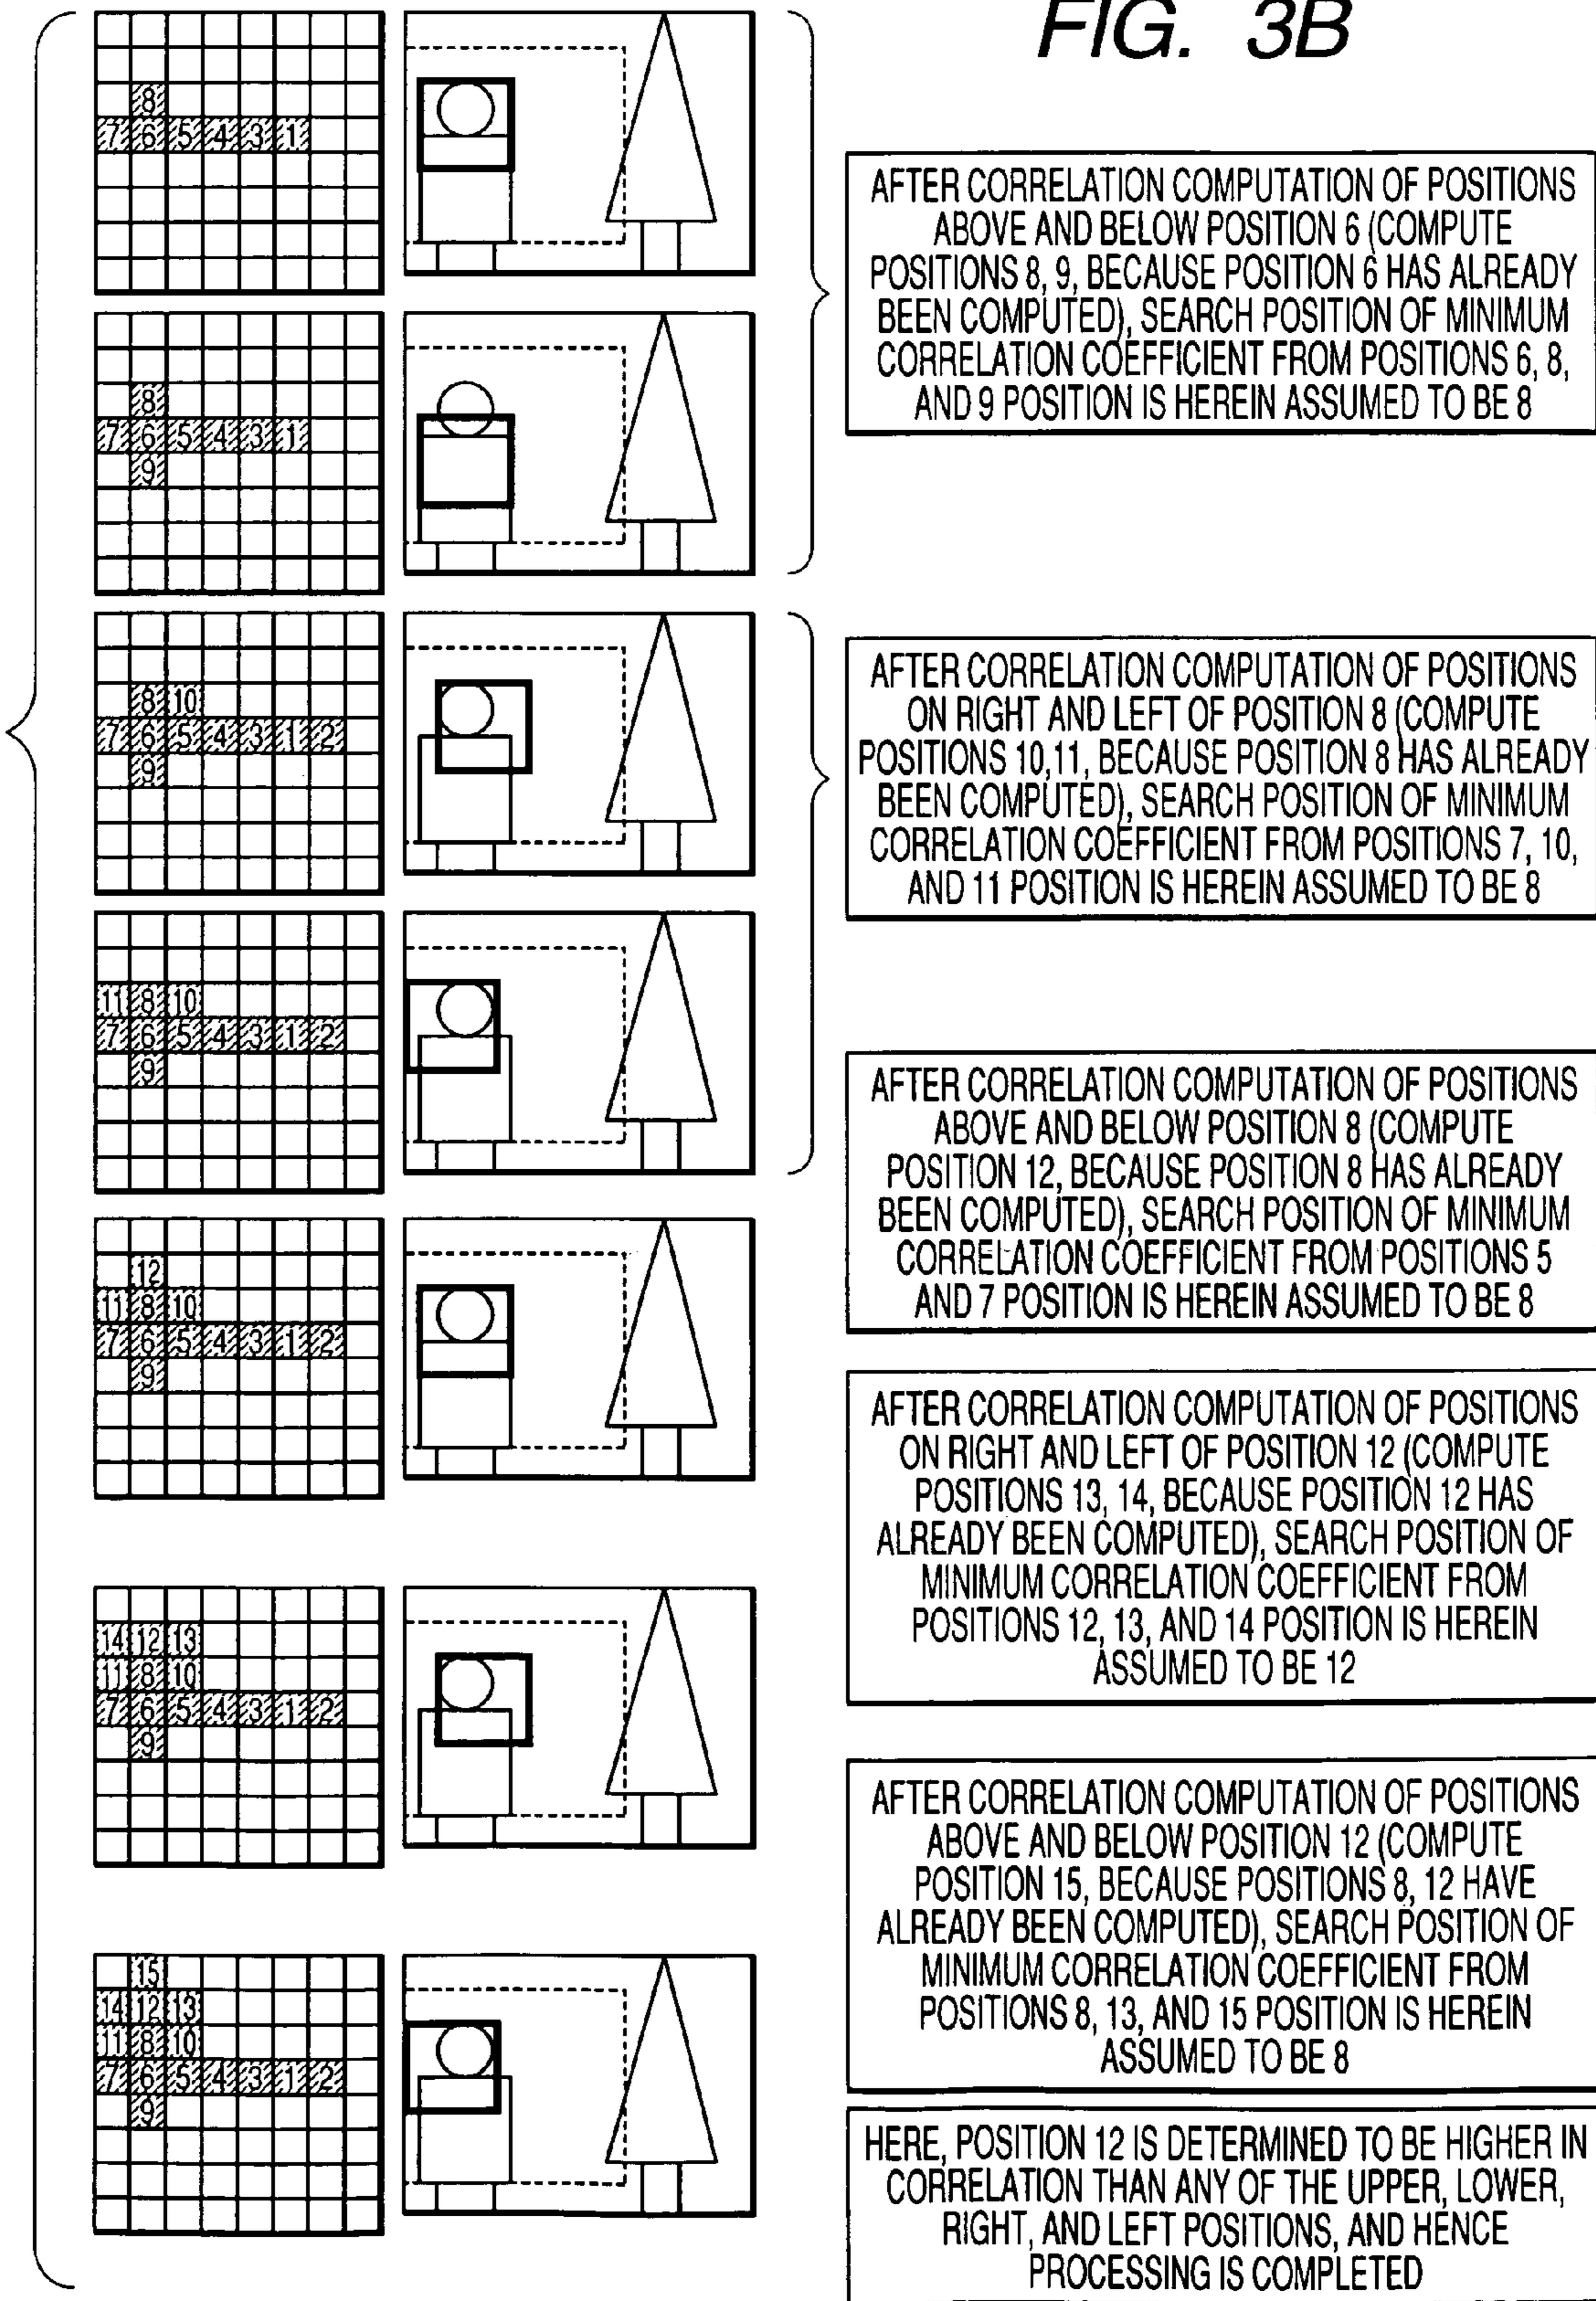 FIG. 3B
8
7 6 5 4 3 1
AFTER CORRELATION COMPUTATION OF POSITIONS
ABOVE AND BELOW POSITION 6 (COMPUTE
POSITIONS 8, 9, BECAUSE POSITION 6 HAS ALREADY
BEEN COMPUTED), SEARCH POSITION OF MINIMUM
CORRELATION COEFFICIENT FROM POSITIONS 6, 8,
AND 9 POSITION IS HEREIN ASSUMED TO BE 8
8
7 6 5 4 3 1
9
8 10
7 6 5 4 3 1 2
9
AFTER CORRELATION COMPUTATION OF POSITIONS
ON RIGHT AND LEFT OF POSITION 8 (COMPUTE
POSITIONS 10,11, BECAUSE POSITION 8 HAS ALREADY
BEEN COMPUTED), SEARCH POSITION OF MINIMUM
CORRELATION COEFFICIENT FROM POSITIONS 7, 10,
AND 11 POSITION IS HEREIN ASSUMED TO BE 8
11 8 10
7 6 5 4 3 1 2
9
AFTER CORRELATION COMPUTATION OF POSITIONS
ABOVE AND BELOW POSITION 8 (COMPUTE
POSITION 12, BECAUSE POSITION 8 HAS ALREADY
BEEN COMPUTED), SEARCH POSITION OF MINIMUM
CORRELATION COEFFICIENT FROM POSITIONS 5
AND 7 POSITION IS HEREIN ASSUMED TO BE 8
12
11 8 10
7 6 5 4 3 1 2
9
AFTER CORRELATION COMPUTATION OF POSITIONS
ON RIGHT AND LEFT OF POSITION 12 (COMPUTE
POSITIONS 13, 14, BECAUSE POSITION 12 HAS
ALREADY BEEN COMPUTED), SEARCH POSITION OF
MINIMUM CORRELATION COEFFICIENT FROM
POSITIONS 12, 13, AND 14 POSITION IS HEREIN
ASSUMED TO BE 12
14 12 13
11 8 10
7 6 5 4 3 1 2
9
AFTER CORRELATION COMPUTATION OF POSITIONS
ABOVE AND BELOW POSITION 12 (COMPUTE
POSITION 15, BECAUSE POSITIONS 8, 12 HAVE
ALREADY BEEN COMPUTED), SEARCH POSITION OF
MINIMUM CORRELATION COEFFICIENT FROM
POSITIONS 8, 13, AND 15 POSITION IS HEREIN
ASSUMED TO BE 8
15
14 12 13
11 8 10
7 6 5 4 3 1 2
9
HERE, POSITION 12 IS DETERMINED TO BE HIGHER IN
CORRELATION THAN ANY OF THE UPPER, LOWER,
RIGHT, AND LEFT POSITIONS, AND HENCE
PROCESSING IS COMPLETED